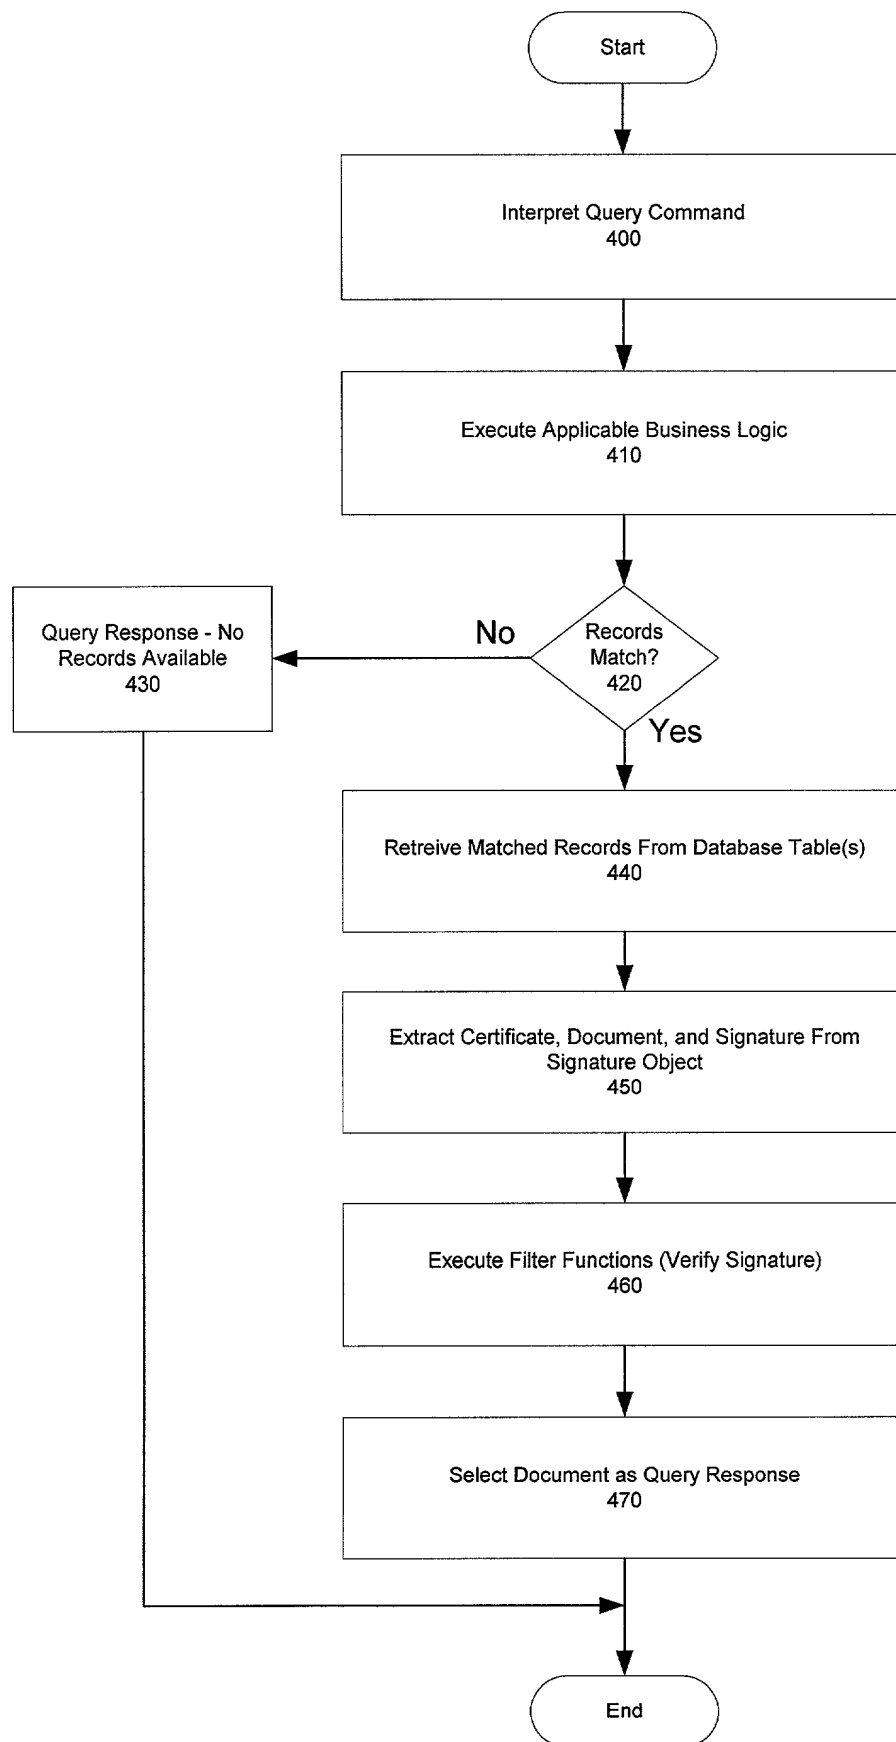 Start
Interpret Query Command
400
Execute Applicable Business Logic
410
Records
Match?
420
No
Yes
Query Response - No
Records Available
430
Retreive Matched Records From Database Table(s)
440
Extract Certificate, Document, and Signature From
Signature Object
450
Execute Filter Functions (Verify Signature)
460
Select Document as Query Response
470
End